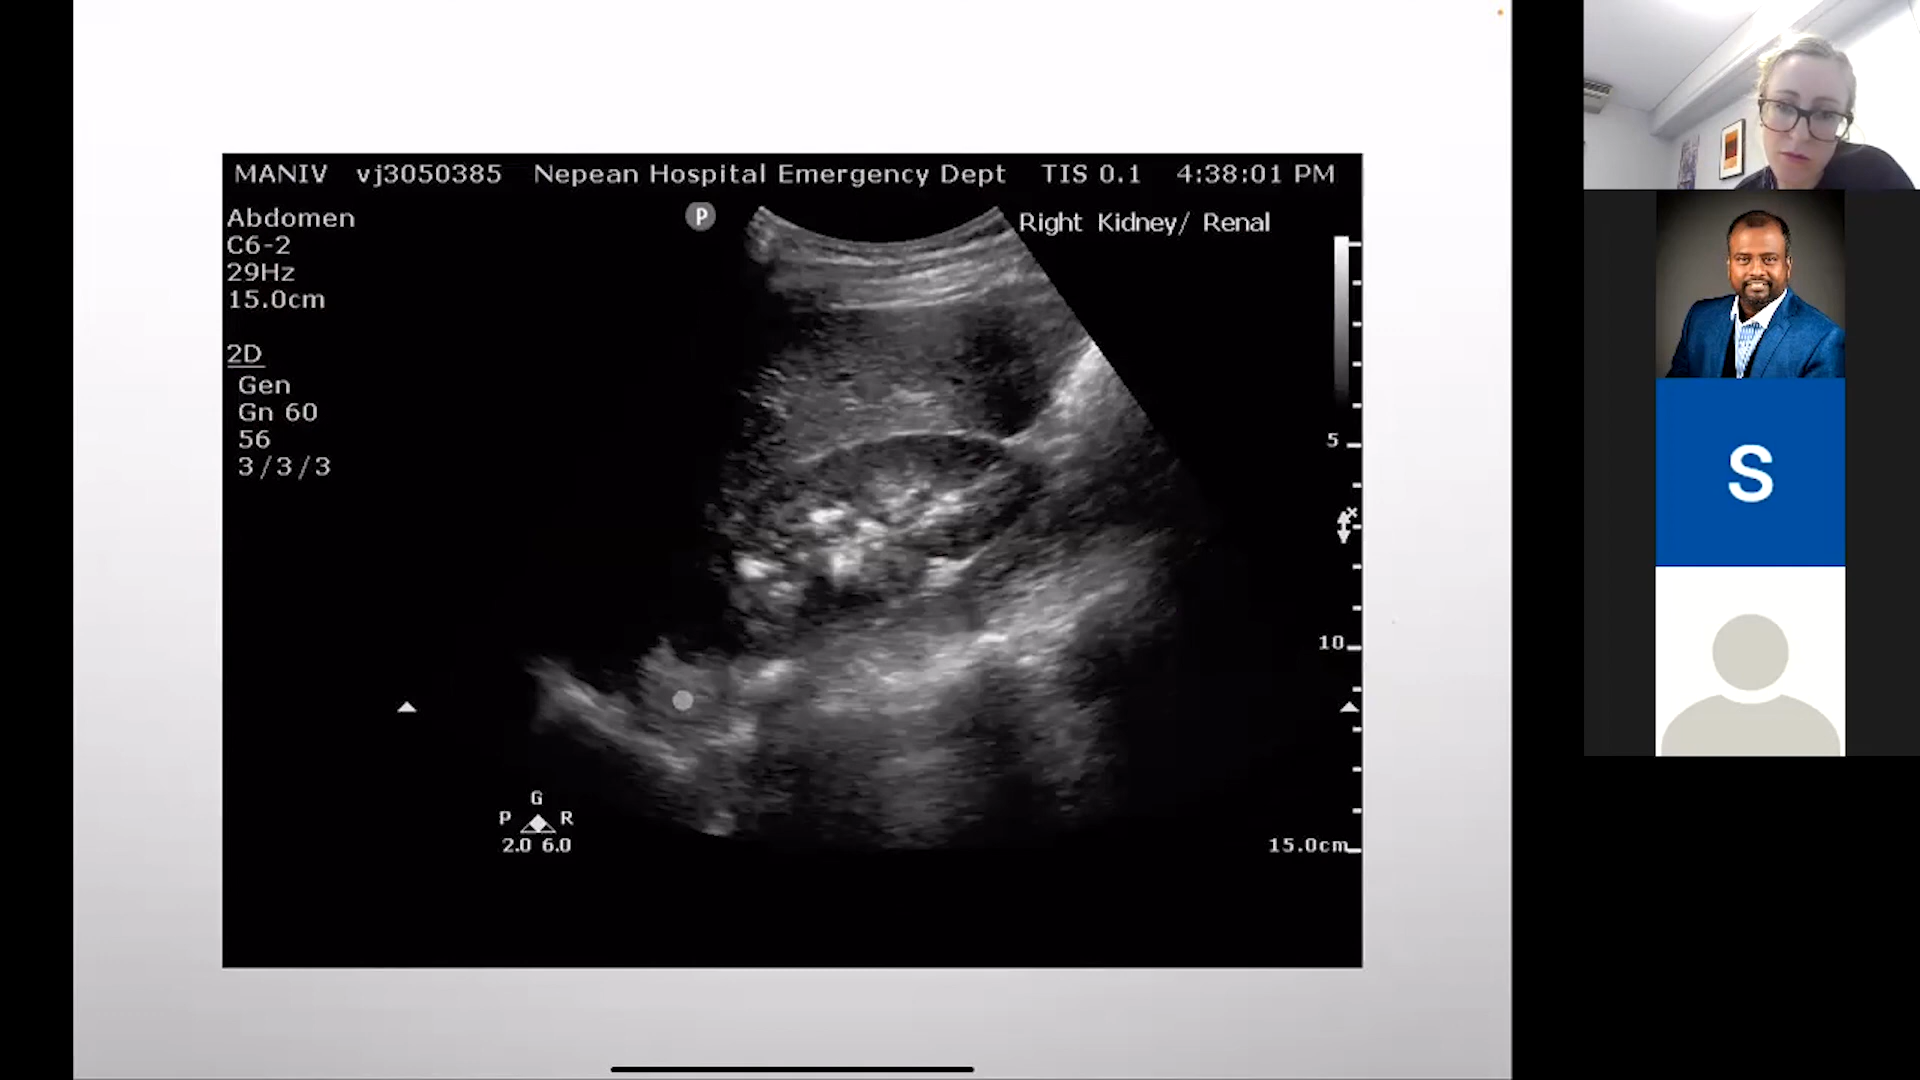 MANIV vj3050385 Nepean Hospital Emergency Dept TIS 0.1 4:38:01 PM
Abdomen
C6-2
29Hz
15.0cm
P
Right Kidney/ Renal
2D
Gen
Gn 60
56
3/3/3
5
10
15.0cm
G
P R
2.0 6.0
S